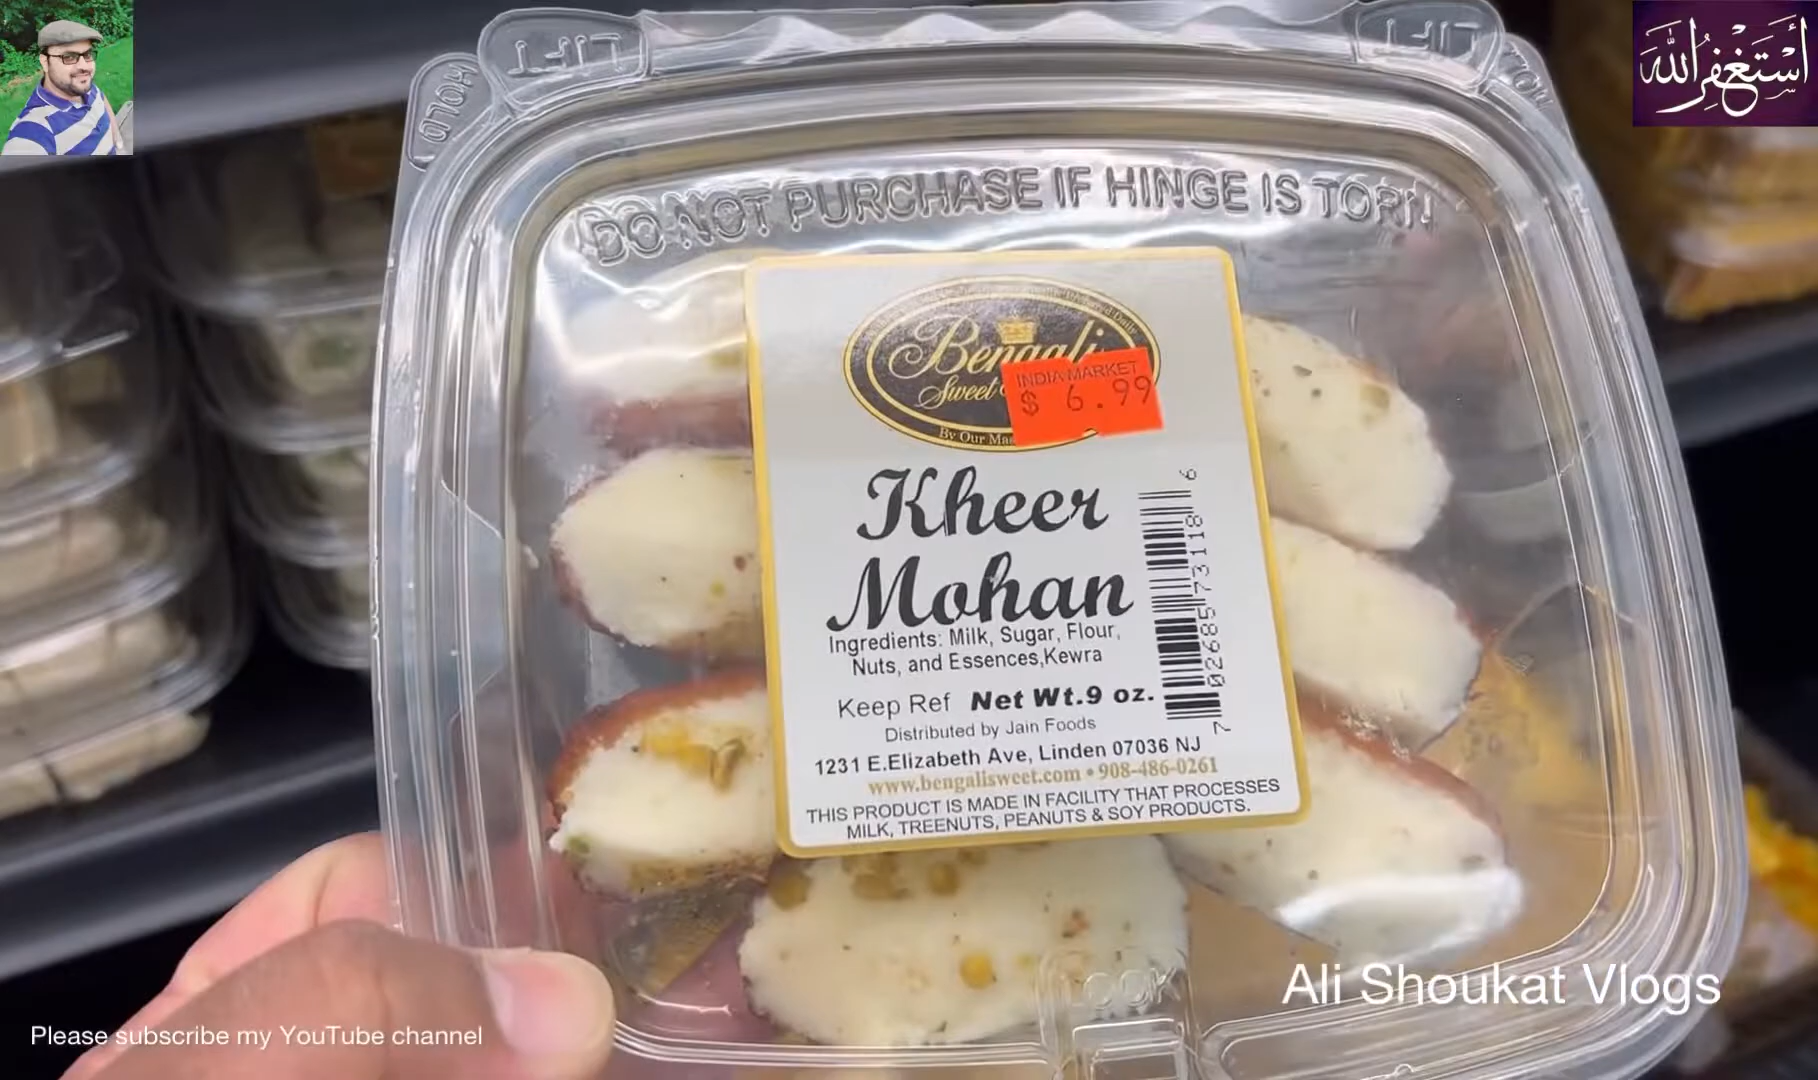 LIFT
LIFT
HOLD
أستغفر الله
DO NOT PURCHASE IF HINGE IS TORN
Bengali
Sweet
By Our
INDIA MARKET
$ 6.99
Kheer
Mohan
Ingredients: Milk, Sugar, Flour,
Nuts, and Essences,Kewra
Keep Ref Net Wt.9 oz.
Distributed by Jain Foods
1231 E.Elizabeth Ave, Linden 07036 NJ
www.bengalisweet.com • 908-486-0261
THIS PRODUCT IS MADE IN FACILITY THAT PROCESSES
MILK, TREENUTS, PEANUTS & SOY PRODUCTS.
7 02685 73118 6
LOCK
Ali Shoukat Vlogs
Please subscribe my YouTube channel